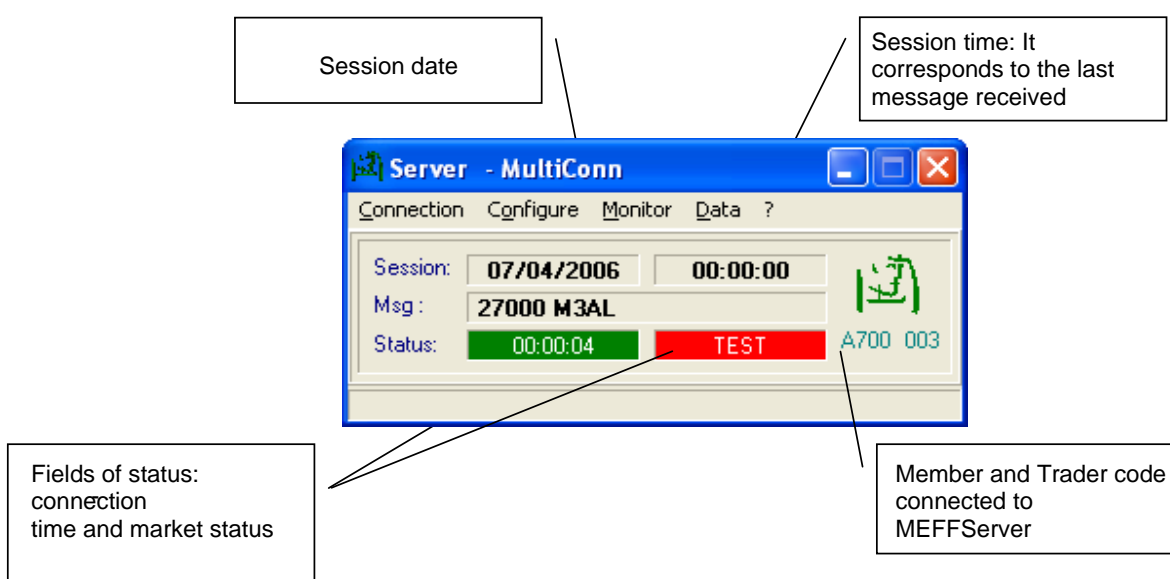 Session date
Session time: It
corresponds to the last
message received
Server - MultiConn
Connection Configure Monitor Data ?
Session: 07/04/2006 00:00:00
Msg : 27000 M3AL
Status: 00:00:04 TEST A700 003
Fields of status:
connection
time and market status
Member and Trader code
connected to
MEFFServer